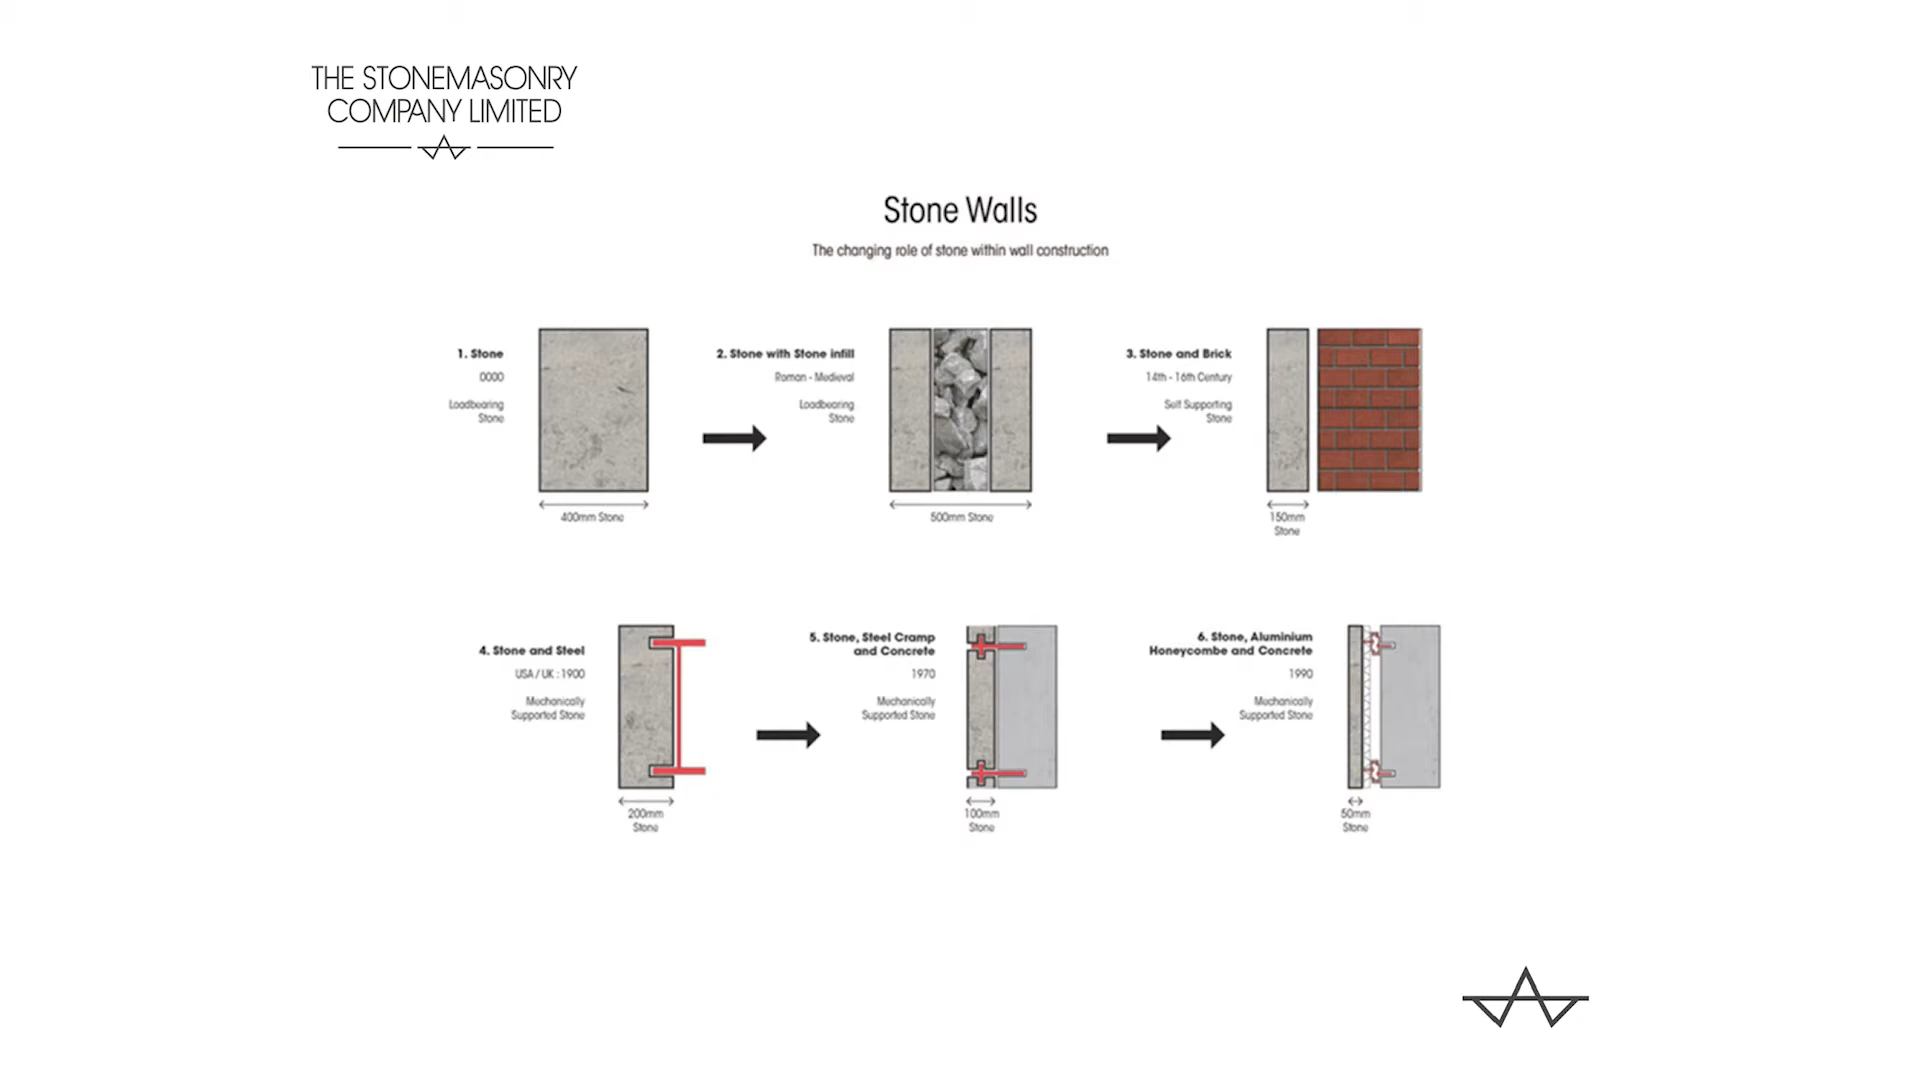 THE STONEMASONRY
COMPANY LIMITED
Stone Walls
The changing role of stone within wall construction
1. Stone
0000
Loadbearing
Stone
400mm Stone
2. Stone with Stone infill
Roman - Medieval
Loadbearing
Stone
500mm Stone
3. Stone and Brick
14th - 16th Century
Self Supporting
Stone
150mm
Stone
4. Stone and Steel
USA / UK : 1900
Mechanically
Supported Stone
200mm
Stone
5. Stone, Steel Cramp
and Concrete
1970
Mechanically
Supported Stone
100mm
Stone
6. Stone, Aluminium
Honeycombe and Concrete
1990
Mechanically
Supported Stone
50mm
Stone